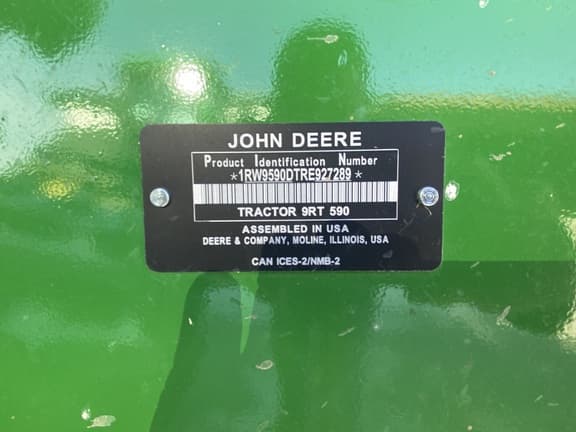 JOHN DEERE
Product Identification Number
*1RW9590DTRE927289*
TRACTOR 9RT 590
ASSEMBLED IN USA
DEERE & COMPANY, MOLINE, ILLINOIS, USA
CAN ICES-2/NMB-2